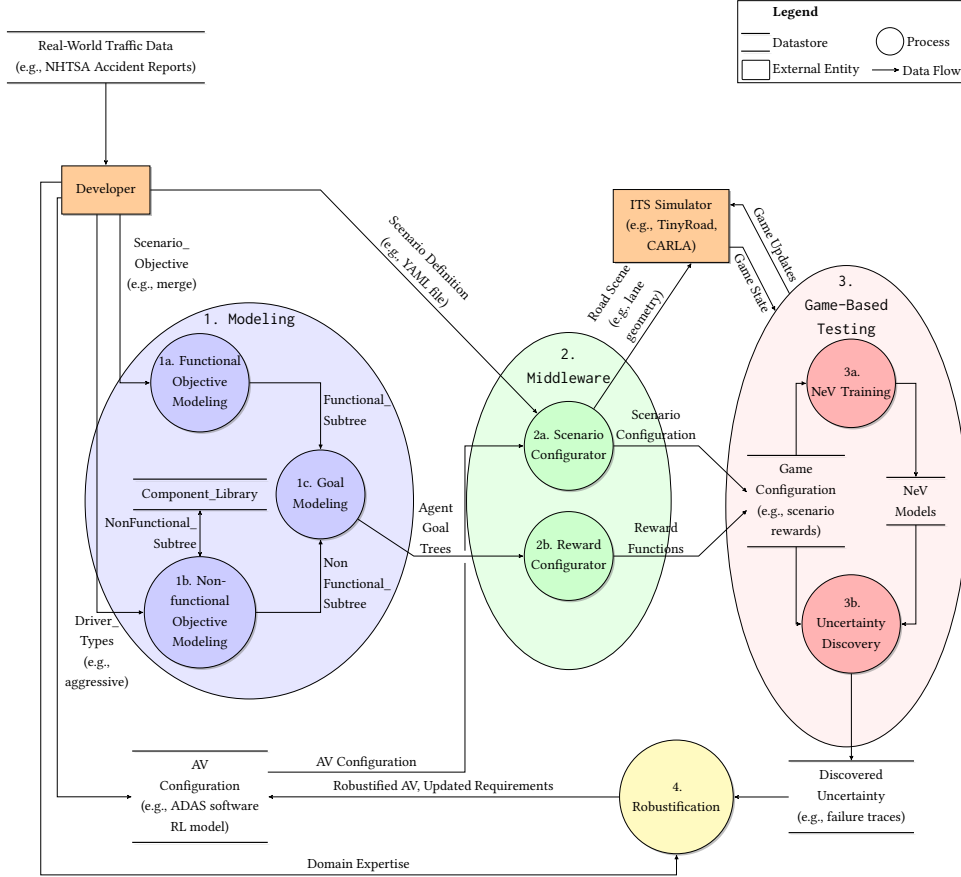 Legend
Datastore
Process
External Entity
Data Flow
Real-World Traffic Data
(e.g., NHTSA Accident Reports)
Developer
Scenario_
Objective
(e.g., merge)
Scenario Definition
(e.g., YAML file)
ITS Simulator
(e.g., TinyRoad,
CARLA)
Game Updates
Game State
Road Scene
(e.g., lane
geometry)
1. Modeling
1a. Functional
Objective
Modeling
Functional_
Subtree
1c. Goal
Modeling
Component_Library
NonFunctional_
Subtree
1b. Non-
functional
Objective
Modeling
Non
Functional_
Subtree
Driver_
Types
(e.g.,
aggressive)
Agent
Goal
Trees
2.
Middleware
2a. Scenario
Configurator
2b. Reward
Configurator
Scenario
Configuration
Reward
Functions
3.
Game-Based
Testing
3a.
NeV Training
Game
Configuration
(e.g., scenario
rewards)
NeV
Models
3b.
Uncertainty
Discovery
AV
Configuration
(e.g., ADAS software
RL model)
AV Configuration
Robustified AV, Updated Requirements
4.
Robustification
Discovered
Uncertainty
(e.g., failure traces)
Domain Expertise